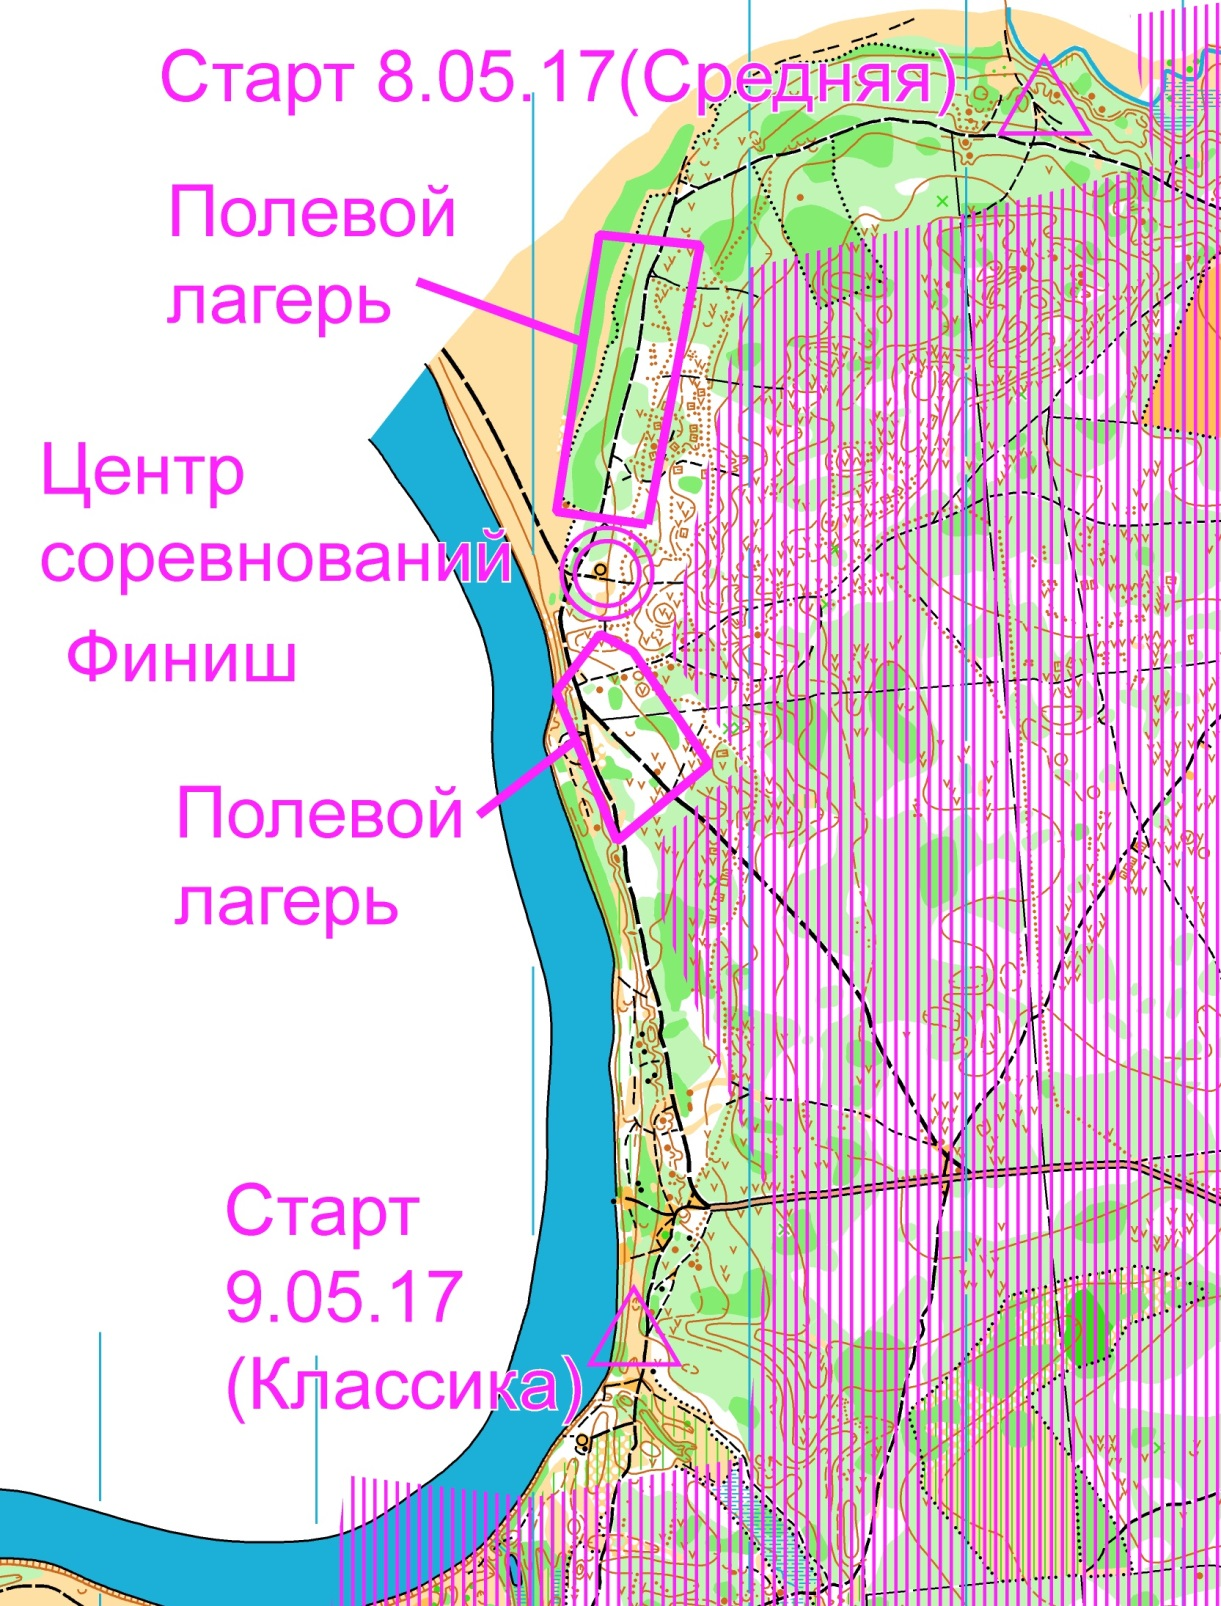 Старт 8.05.17(Средняя)
Полевой
лагерь
Центр
соревнований
Финиш
Полевой
лагерь
Старт
9.05.17
(Классика)